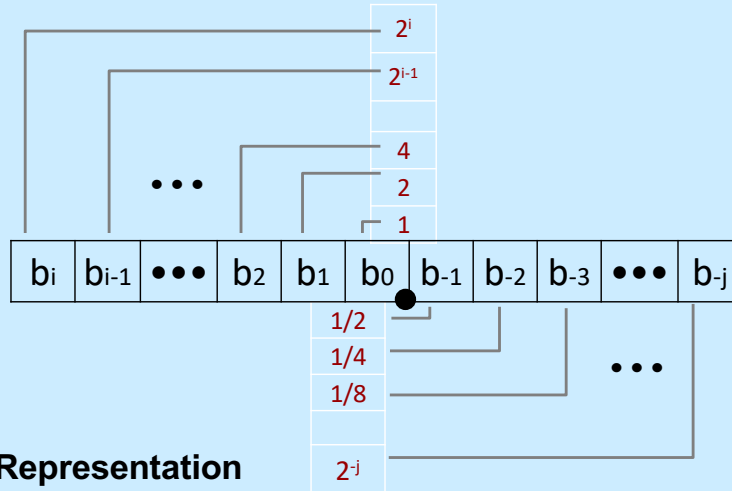 2ⁱ
2ⁱ⁻¹
4
•••
2
1
bᵢ bᵢ₋₁ ••• b₂ b₁ b₀ b₋₁ b₋₂ b₋₃ ••• b₋ⱼ
1/2
1/4
•••
1/8
2⁻ʲ
Representation